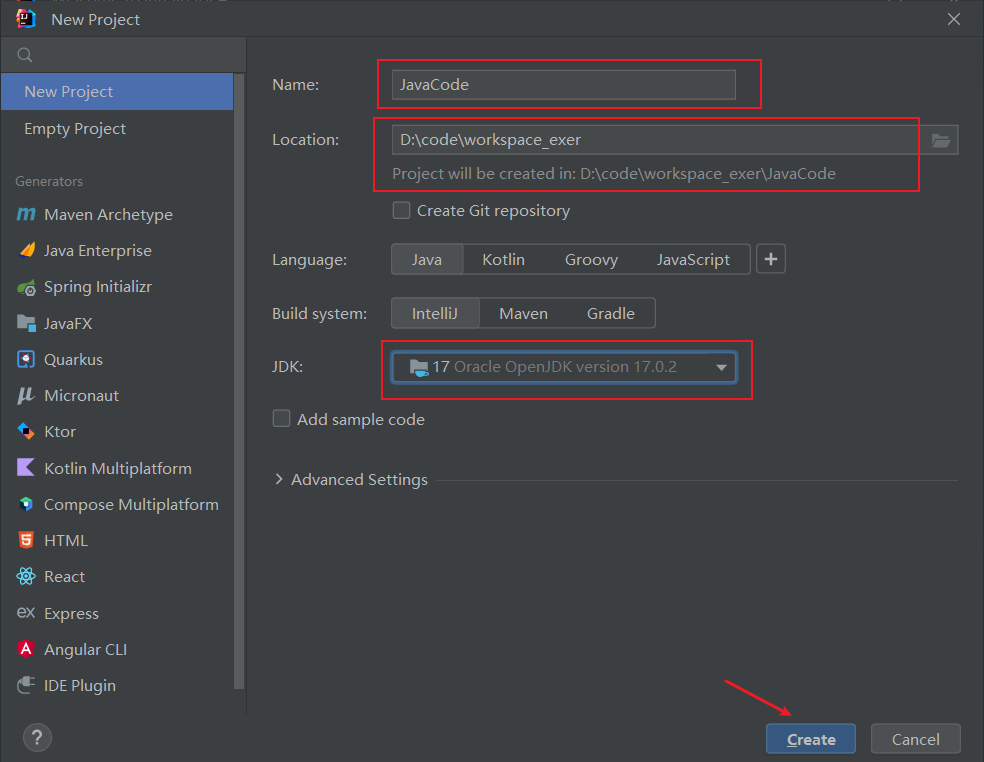 New Project
New Project
Empty Project
Generators
Maven Archetype
Java Enterprise
Spring Initializr
JavaFX
Quarkus
Micronaut
Ktor
Kotlin Multiplatform
Compose Multiplatform
HTML
React
ex Express
Angular CLI
IDE Plugin
Name: JavaCode
Location: D:\code\workspace_exer
Project will be created in: D:\code\workspace_exer\JavaCode
Create Git repository
Language: Java Kotlin Groovy JavaScript +
Build system: IntelliJ Maven Gradle
JDK: 17 Oracle OpenJDK version 17.0.2
Add sample code
Advanced Settings
? Create Cancel